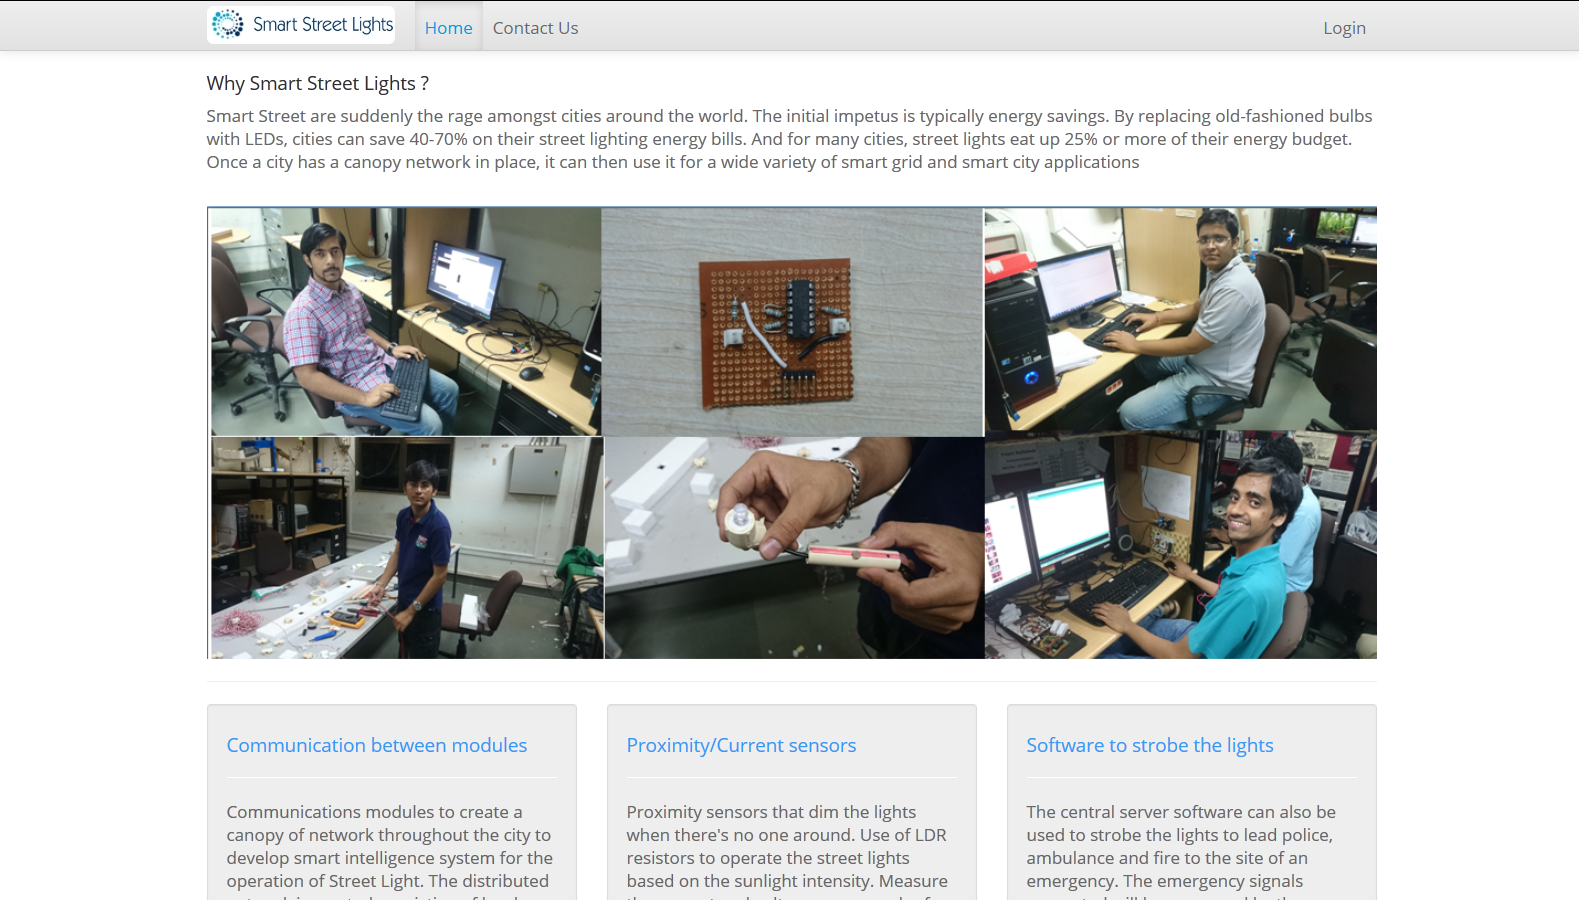 Smart Street Lights
Home
Contact Us
Login
Why Smart Street Lights ?
Smart Street are suddenly the rage amongst cities around the world. The initial impetus is typically energy savings. By replacing old-fashioned bulbs
with LEDs, cities can save 40-70% on their street lighting energy bills. And for many cities, street lights eat up 25% or more of their energy budget.
Once a city has a canopy network in place, it can then use it for a wide variety of smart grid and smart city applications
Communication between modules
Communications modules to create a
canopy of network throughout the city to
develop smart intelligence system for the
operation of Street Light. The distributed
Proximity/Current sensors
Proximity sensors that dim the lights
when there's no one around. Use of LDR
resistors to operate the street lights
based on the sunlight intensity. Measure
Software to strobe the lights
The central server software can also be
used to strobe the lights to lead police,
ambulance and fire to the site of an
emergency. The emergency signals